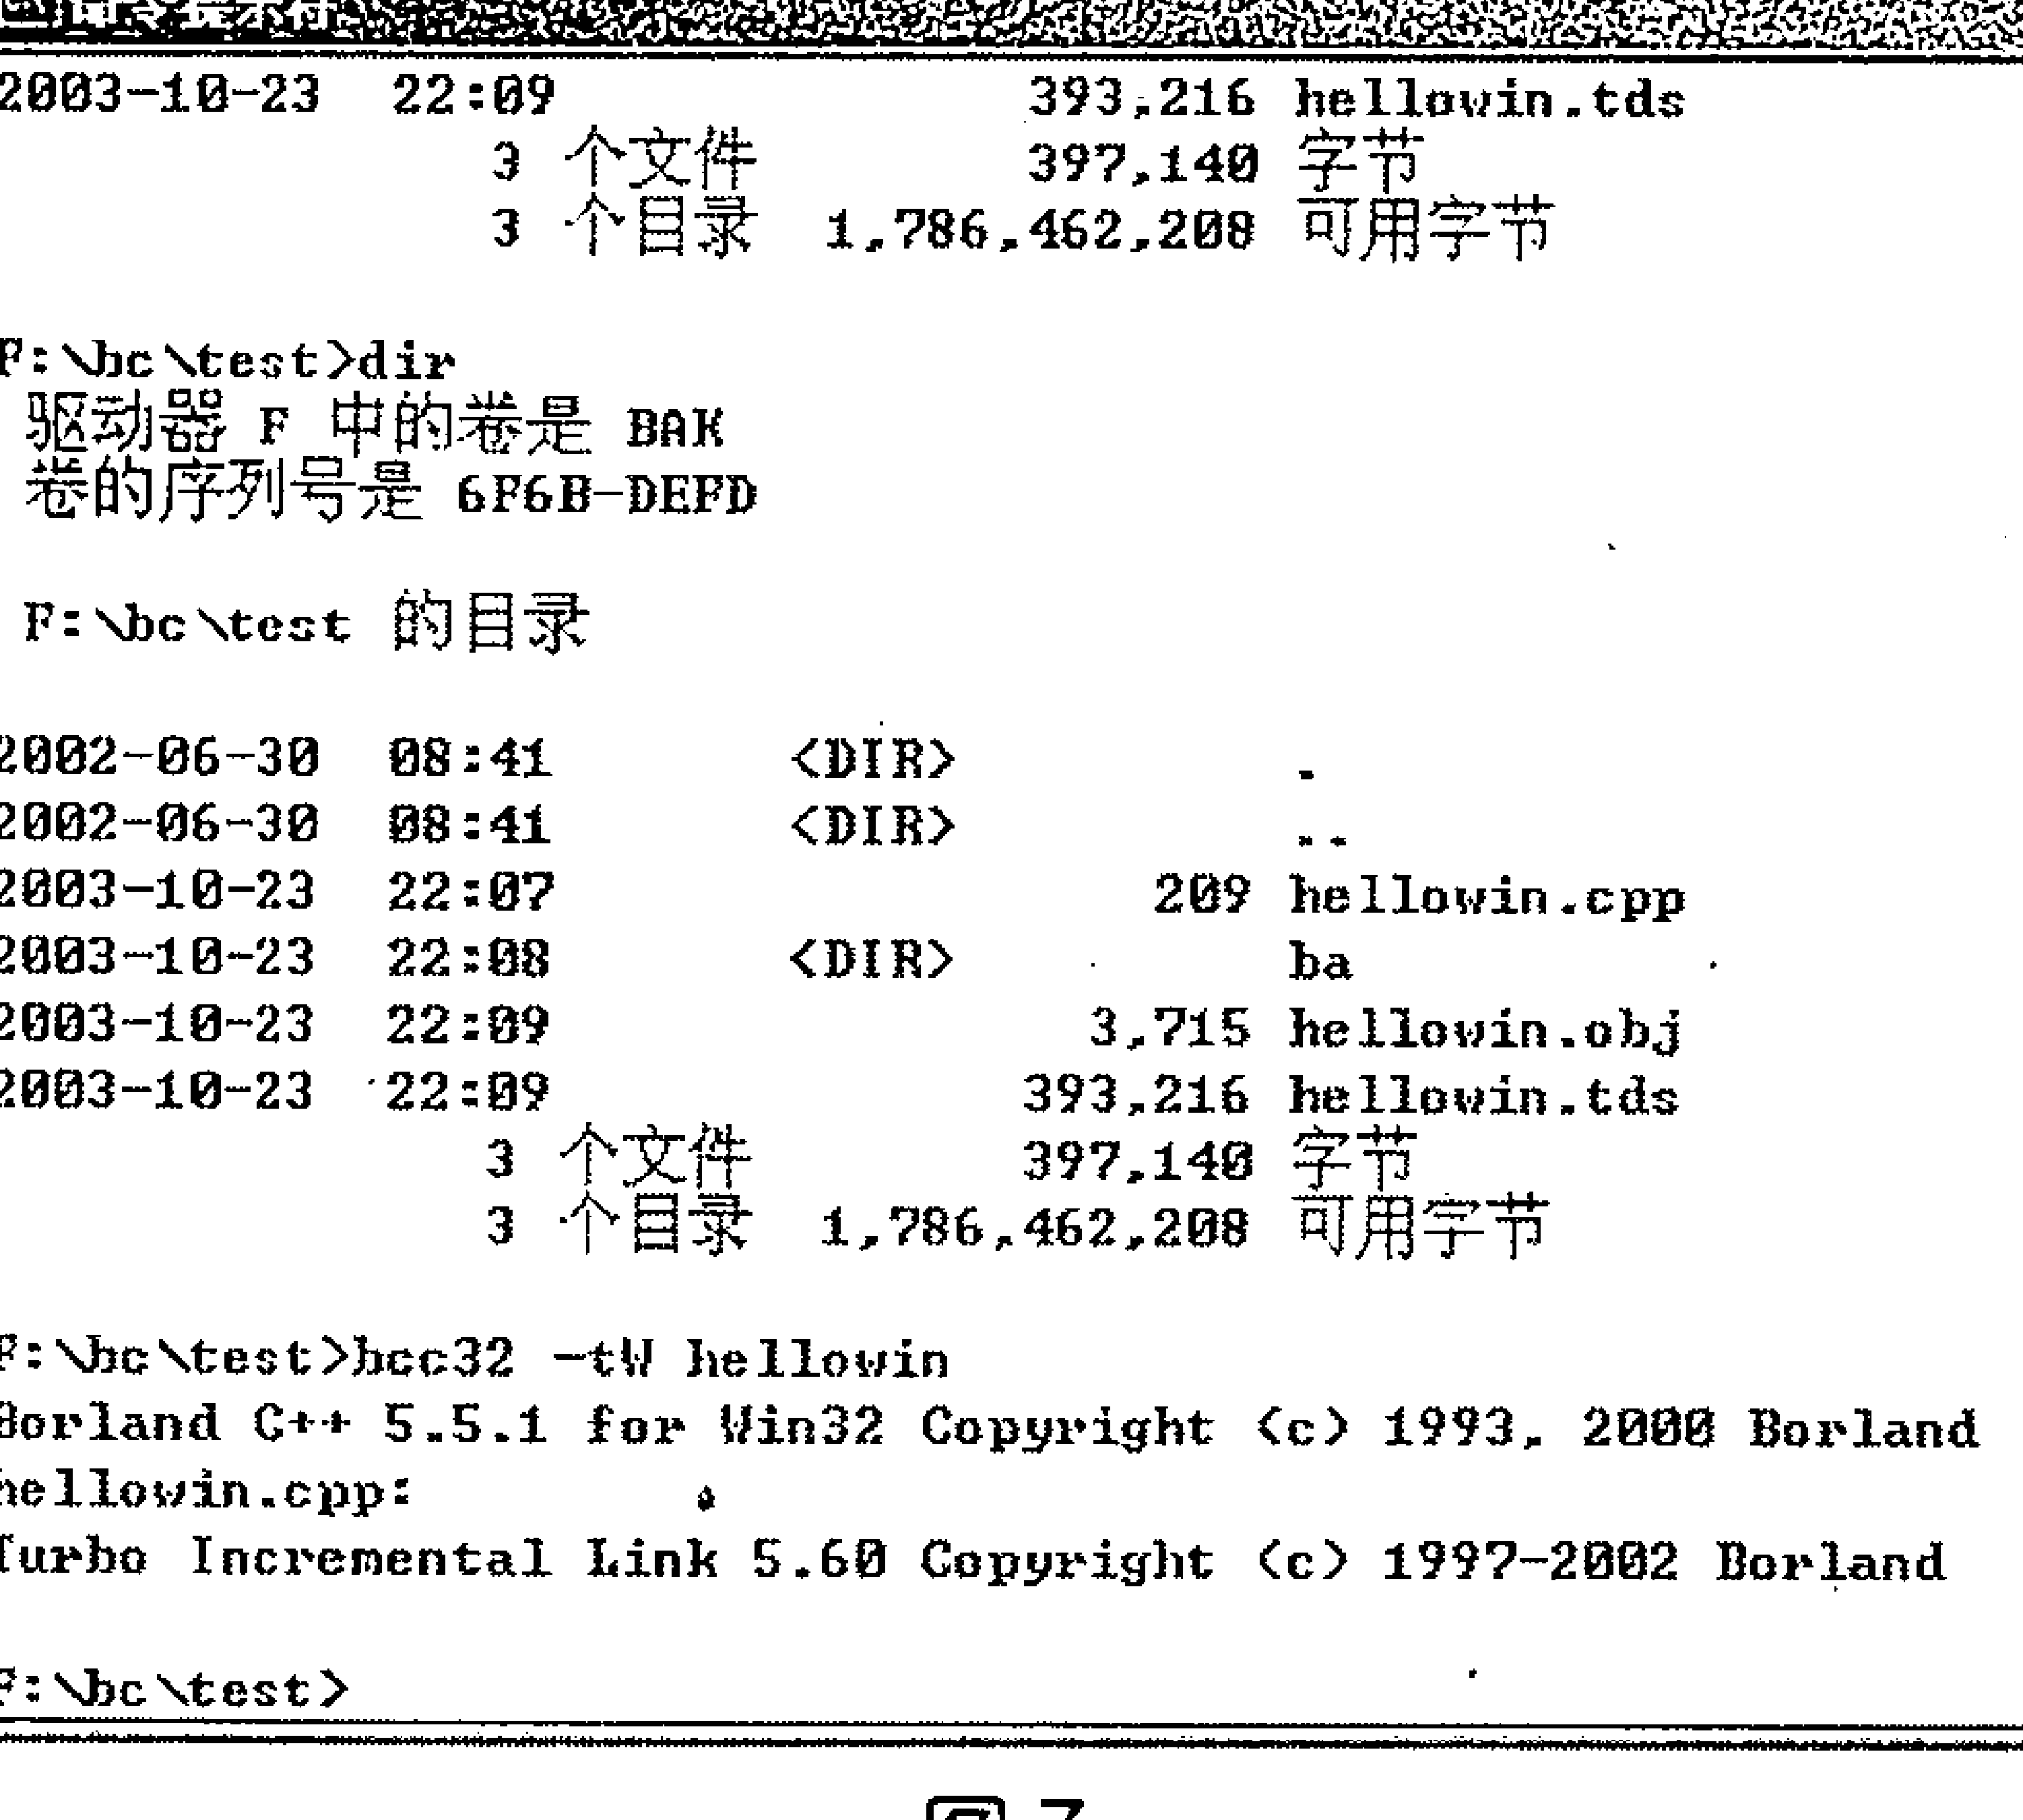 命令提示符
2003-10-23 22:09 393,216 hellowin.tds
3 个文件 397,140 字节
3 个目录 1,786,462,208 可用字节
F:\bc\test>dir
驱动器 F 中的卷是 BAK
卷的序列号是 6F6B-DEFD
F:\bc\test 的目录
2002-06-30 08:41 <DIR> .
2002-06-30 08:41 <DIR> ..
2003-10-23 22:07 209 hellowin.cpp
2003-10-23 22:08 <DIR> ba
2003-10-23 22:09 3,715 hellowin.obj
2003-10-23 22:09 393,216 hellowin.tds
3 个文件 397,140 字节
3 个目录 1,786,462,208 可用字节
F:\bc\test>bcc32 -tW hellowin
Borland C++ 5.5.1 for Win32 Copyright (c) 1993, 2000 Borland
hellowin.cpp:
Turbo Incremental Link 5.60 Copyright (c) 1997-2002 Borland
F:\bc\test>